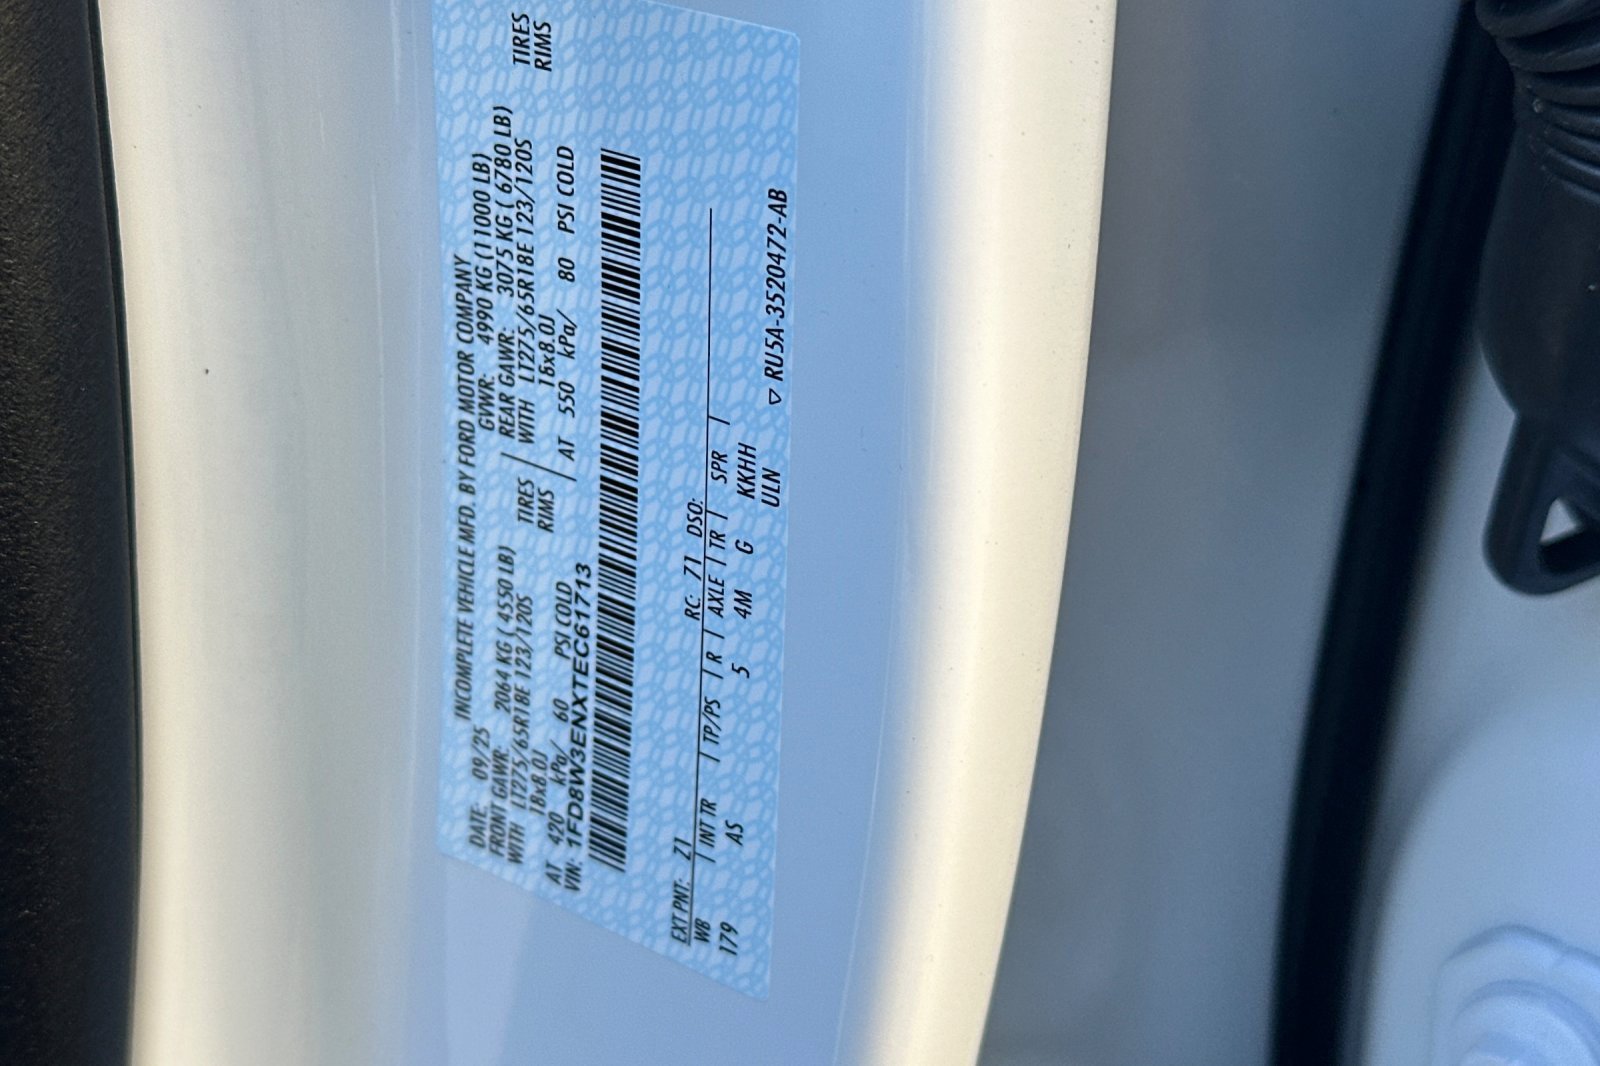 INCOMPLETE VEHICLE MFD. BY FORD MOTOR COMPANY
DATE: 09/25 GVWR: 4990 KG (11000 LB)
FRONT GAWR: 2064 KG ( 4550 LB) REAR GAWR: 3075 KG ( 6780 LB)
WITH LT275/65R18E 123/120S TIRES WITH LT275/65R18E 123/120S TIRES
18x8.0J RIMS 18x8.0J RIMS
AT 420 kPa/ 60 PSI COLD AT 550 kPa/ 80 PSI COLD
VIN: 1FD8W3ENXTEC61713
EXT PNT: Z1 RC: Z1 DSO:
WB | INT TR | TP/PS | R | AXLE | TR | SPR |
179 AS 5 4M G KKHH
ULN
▽ RU5A-3520472-AB